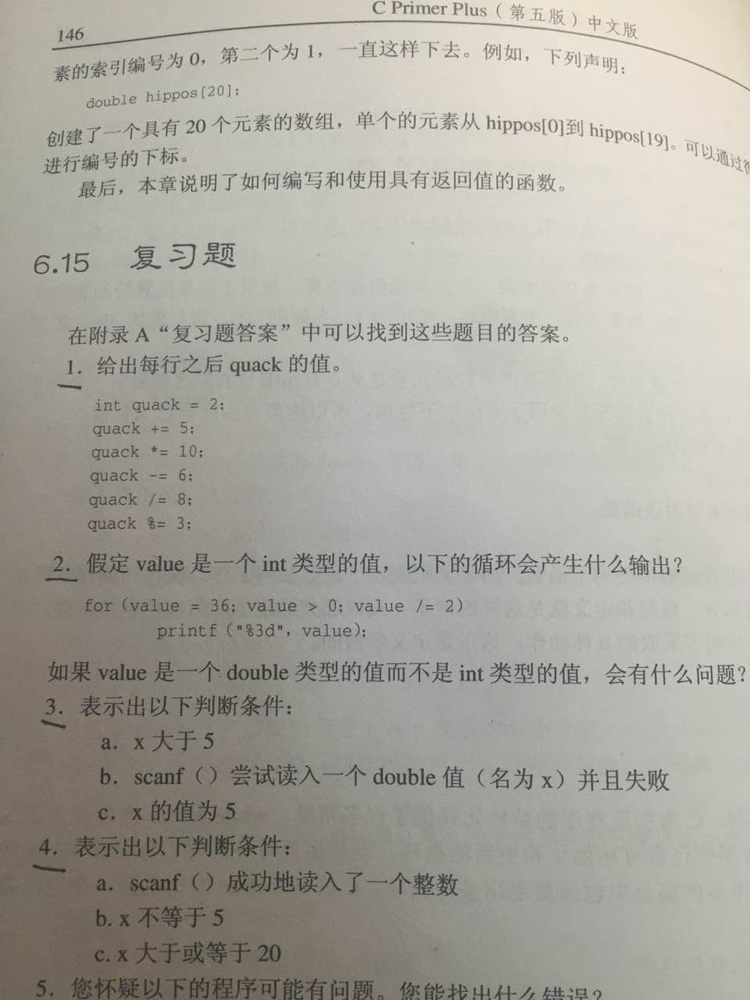 146
C Primer Plus（第五版）中文版
素的索引编号为 0，第二个为 1，一直这样下去。例如，下列声明：
double hippos[20];
创建了一个具有 20 个元素的数组，单个的元素从 hippos[0]到 hippos[19]。可以通过
进行编号的下标。
最后，本章说明了如何编写和使用具有返回值的函数。
6.15 复习题
在附录 A“复习题答案”中可以找到这些题目的答案。
1．给出每行之后 quack 的值。
int quack = 2;
quack += 5;
quack *= 10;
quack -= 6;
quack /= 8;
quack %= 3;
2．假定 value 是一个 int 类型的值，以下的循环会产生什么输出？
for (value = 36; value > 0; value /= 2)
printf ("%3d", value);
如果 value 是一个 double 类型的值而不是 int 类型的值，会有什么问题？
3．表示出以下判断条件：
a．x 大于 5
b．scanf（）尝试读入一个 double 值（名为 x）并且失败
c．x 的值为 5
4．表示出以下判断条件：
a．scanf（）成功地读入了一个整数
b. x 不等于 5
c. x 大于或等于 20
5．您怀疑以下的程序可能有问题。您能找出什么错误？